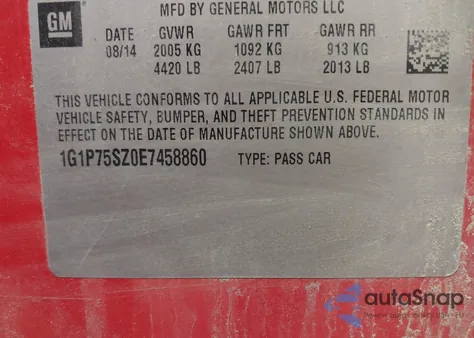 MFD BY GENERAL MOTORS LLC
GM
DATE GVWR GAWR FRT GAWR RR
08/14 2005 KG 1092 KG 913 KG
4420 LB 2407 LB 2013 LB
THIS VEHICLE CONFORMS TO ALL APPLICABLE U.S. FEDERAL MOTOR
VEHICLE SAFETY, BUMPER, AND THEFT PREVENTION STANDARDS IN
EFFECT ON THE DATE OF MANUFACTURE SHOWN ABOVE.
1G1P75SZ0E7458860 TYPE: PASS CAR
autoSnap